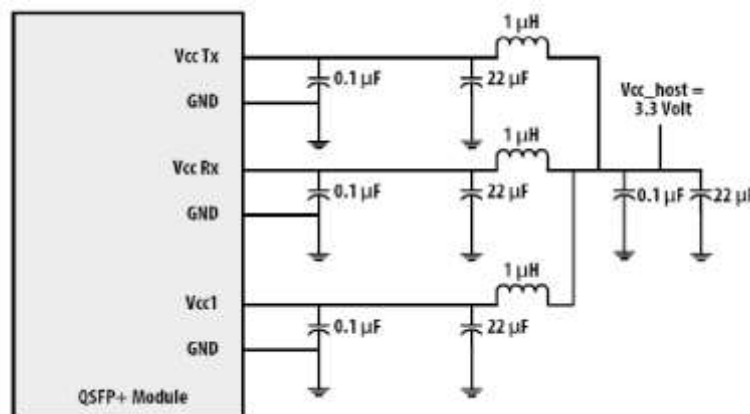 1 μH
Vcc Tx
0.1 μF
22 μF
GND
Vcc_host =
3.3 Volt
1 μH
Vcc Rx
0.1 μF
22 μF
0.1 μF
22 μF
GND
1 μH
Vcc1
0.1 μF
22 μF
GND
QSFP+ Module